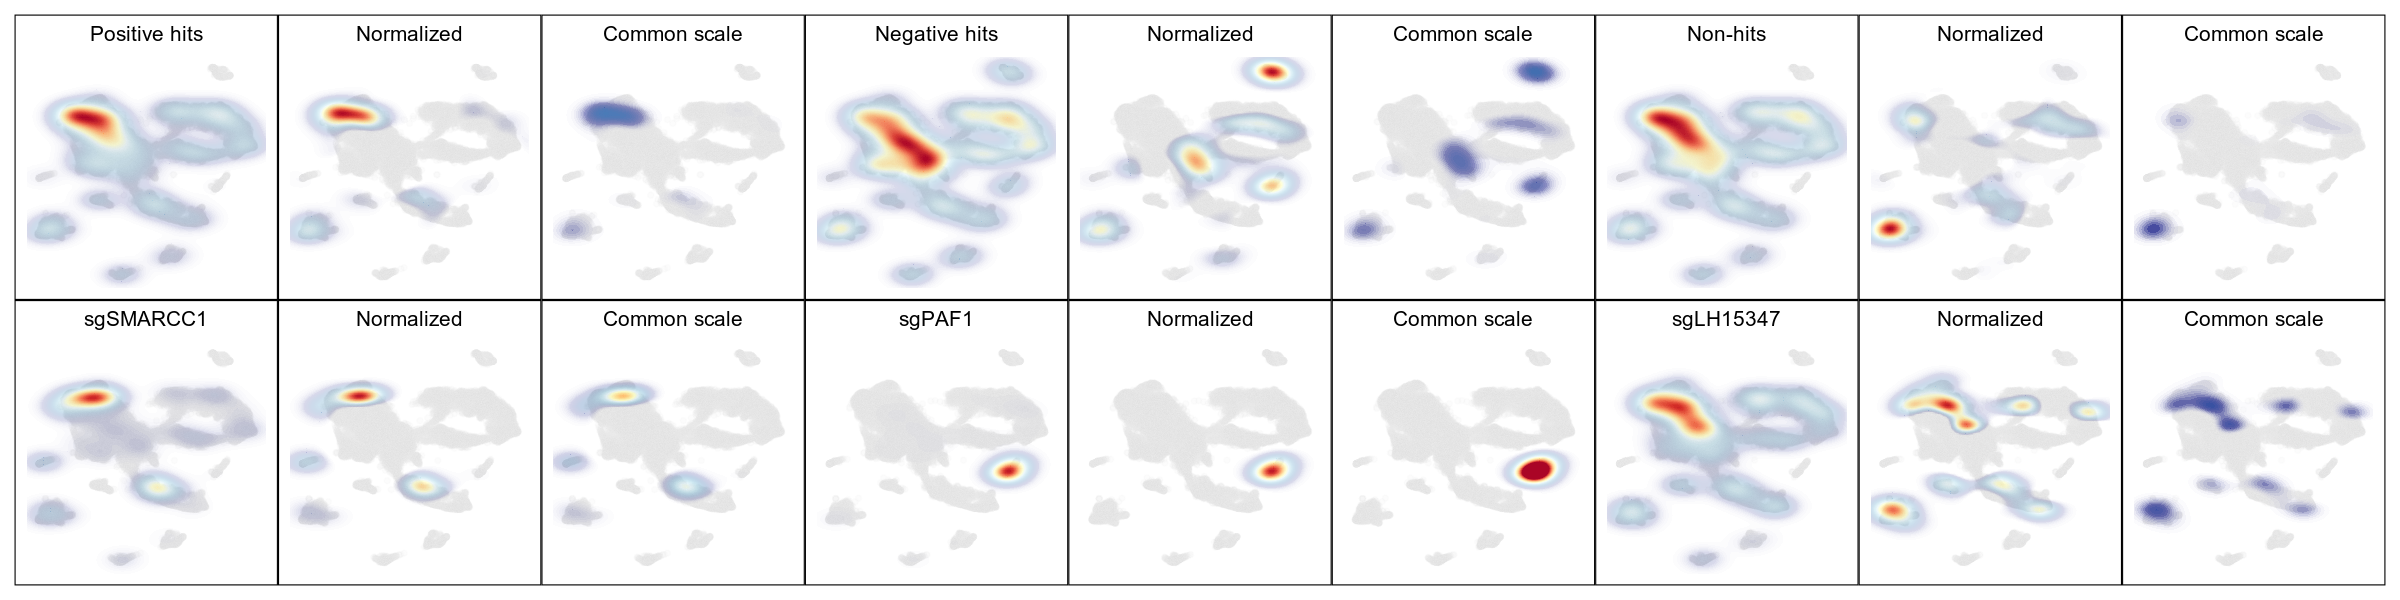 Positive hits
Normalized
Common scale
Negative hits
Normalized
Common scale
Non-hits
Normalized
Common scale
sgSMARCC1
Normalized
Common scale
sgPAF1
Normalized
Common scale
sgLH15347
Normalized
Common scale